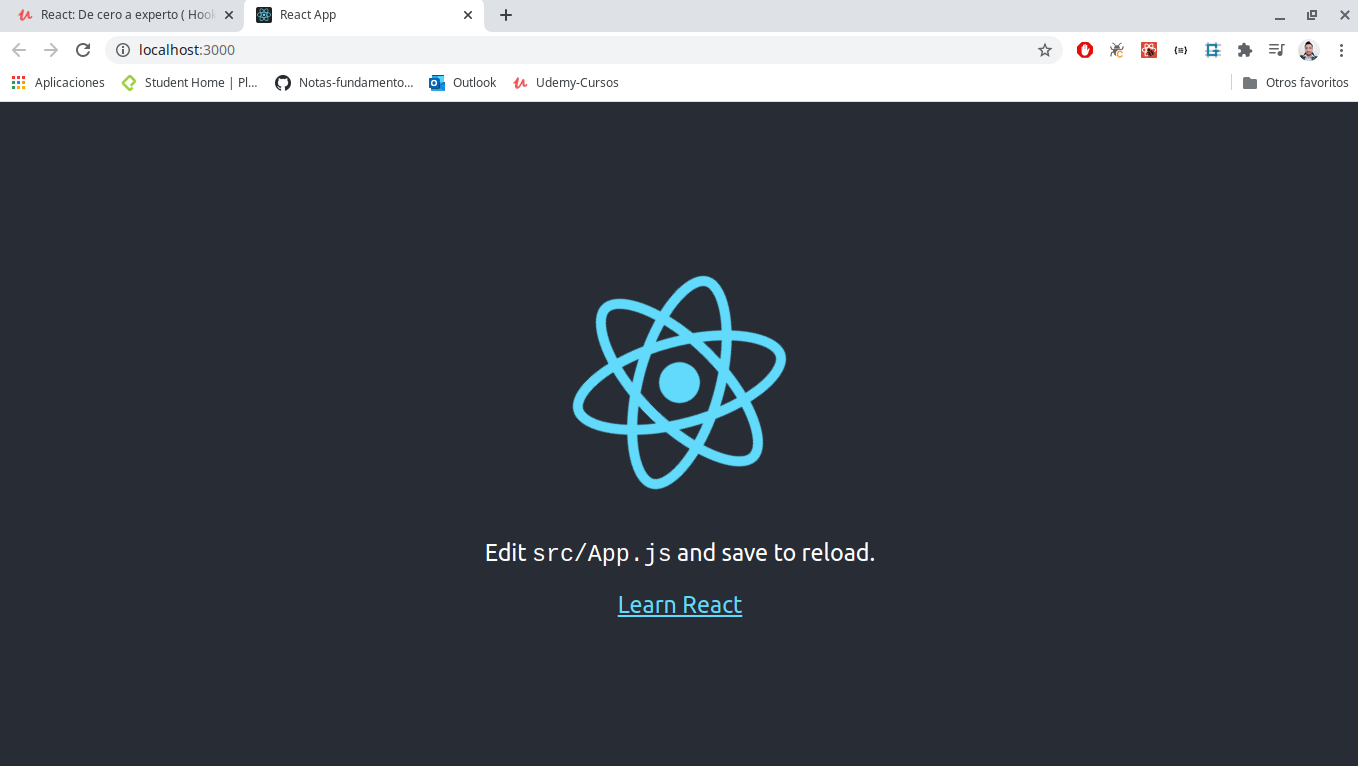 React: De cero a experto ( Hook
React App
localhost:3000
Aplicaciones
Student Home | Pl...
Notas-fundamento...
Outlook
Udemy-Cursos
Otros favoritos
Edit src/App.js and save to reload.
Learn React